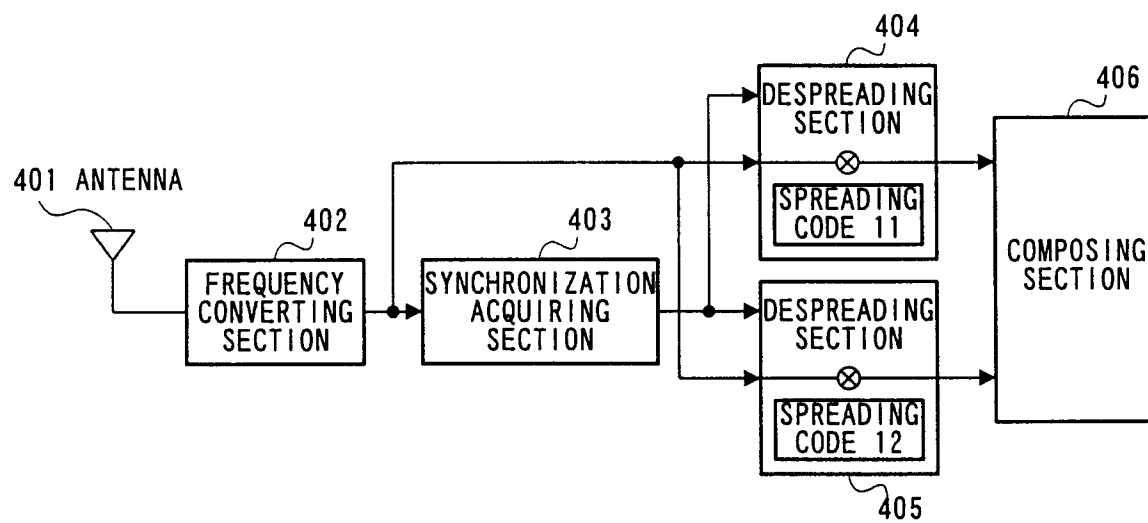 401 ANTENNA
402
FREQUENCY
CONVERTING
SECTION
403
SYNCHRONIZATION
ACQUIRING
SECTION
404
DESPREADING
SECTION
SPREADING
CODE 11
DESPREADING
SECTION
SPREADING
CODE 12
405
406
COMPOSING
SECTION